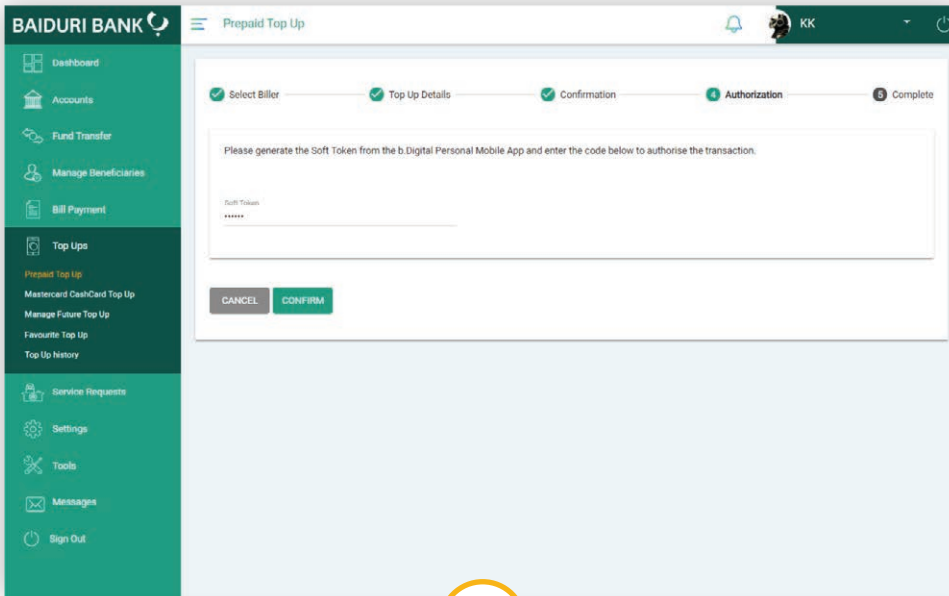 BAIDURI BANK
Prepaid Top Up
KK
Dashboard
Accounts
Fund Transfer
Manage Beneficiaries
Bill Payment
Top Ups
Prepaid Top Up
Mastercard CashCard Top Up
Manage Future Top Up
Favourite Top Up
Top Up history
Service Requests
Settings
Tools
Messages
Sign Out
Select Biller
Top Up Details
Confirmation
4 Authorization
5 Complete
Please generate the Soft Token from the b.Digital Personal Mobile App and enter the code below to authorise the transaction.
Soft Token
••••••
CANCEL CONFIRM